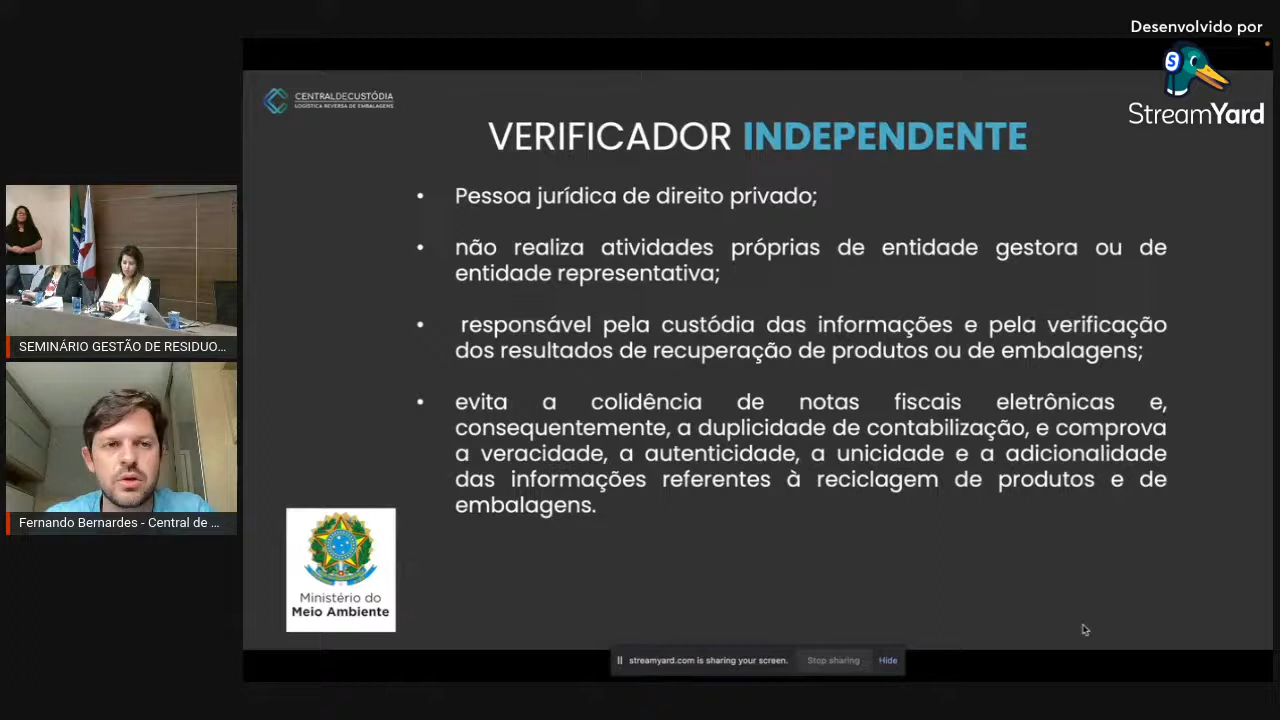 Desenvolvido por
StreamYard
CENTRALDECUSTÓDIA
LOGÍSTICA REVERSA DE EMBALAGENS
VERIFICADOR INDEPENDENTE
• Pessoa jurídica de direito privado;
• não realiza atividades próprias de entidade gestora ou de
entidade representativa;
• responsável pela custódia das informações e pela verificação
dos resultados de recuperação de produtos ou de embalagens;
• evita a colidência de notas fiscais eletrônicas e,
consequentemente, a duplicidade de contabilização, e comprova
a veracidade, a autenticidade, a unicidade e a adicionalidade
das informações referentes à reciclagem de produtos e de
embalagens.
SEMINÁRIO GESTÃO DE RESIDUO...
Fernando Bernardes - Central de ...
Ministério do
Meio Ambiente
streamyard.com is sharing your screen.
Stop sharing
Hide